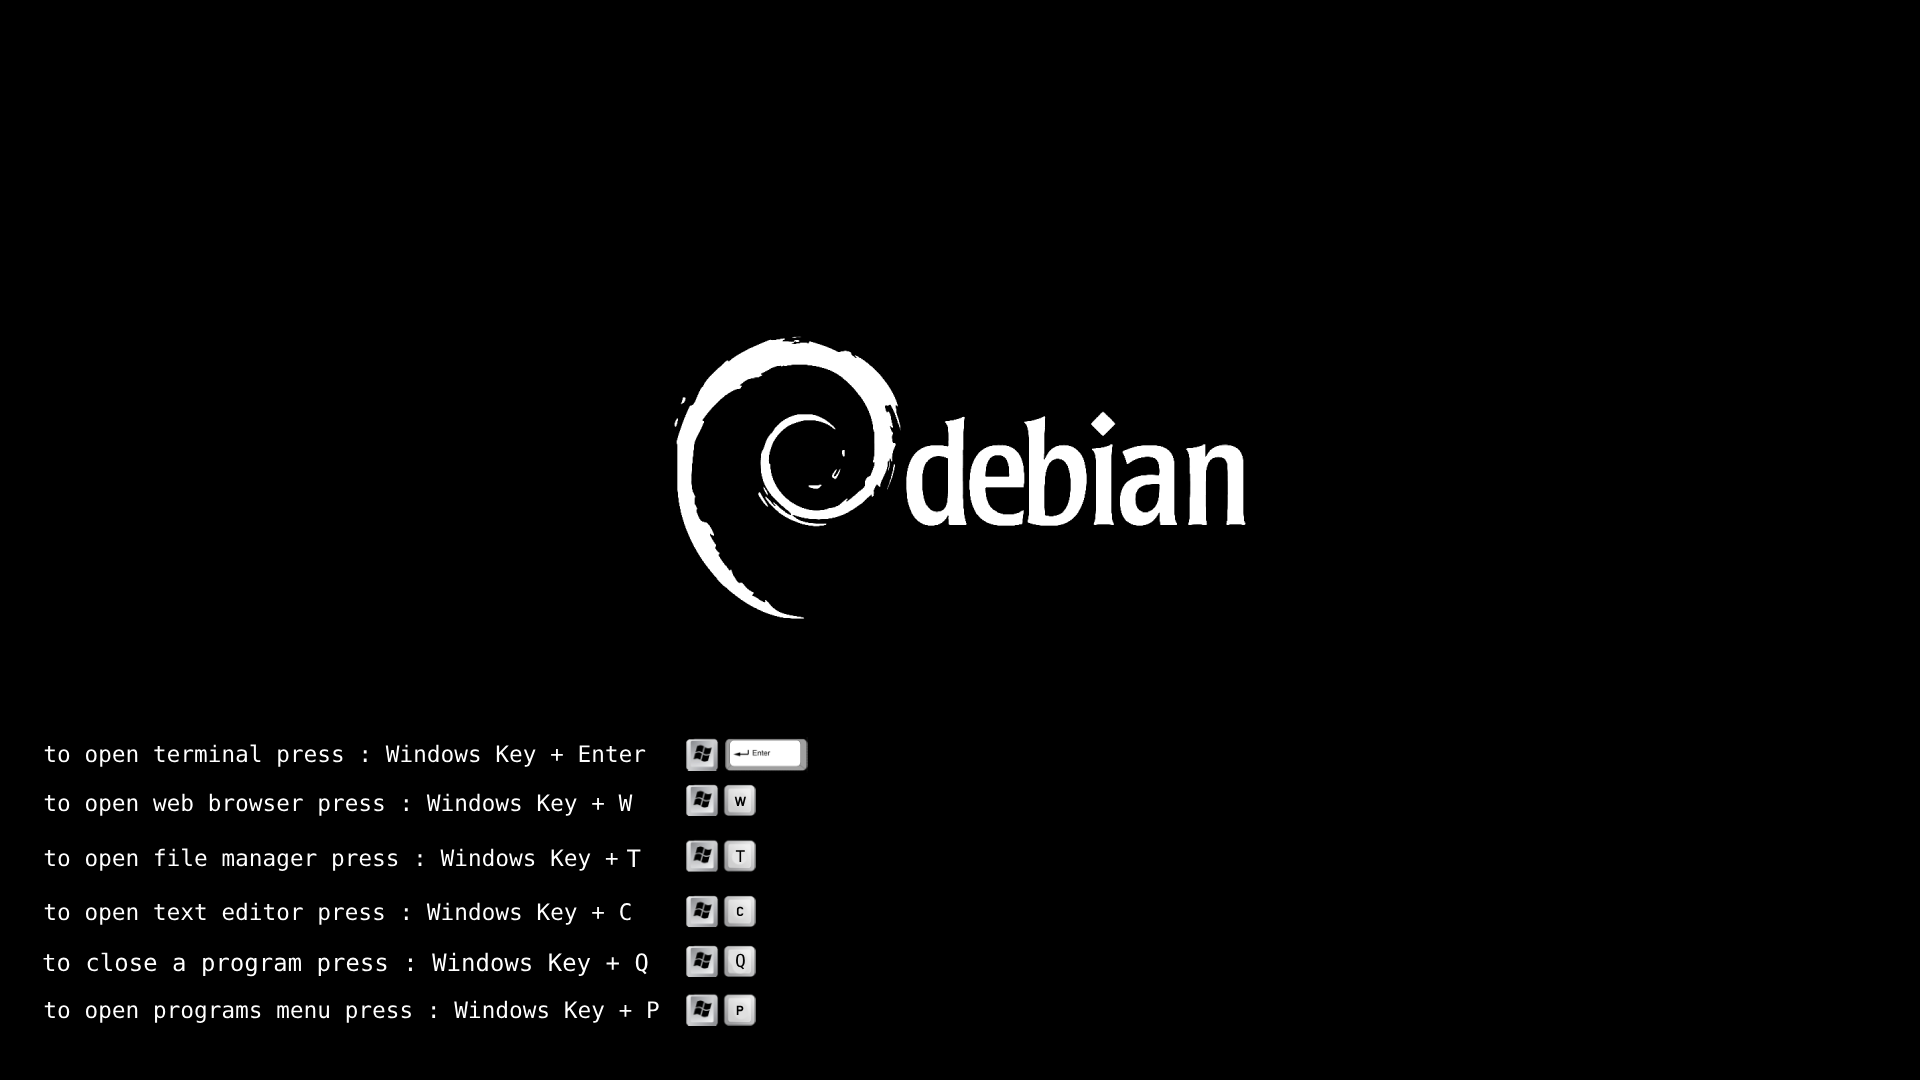 debian
to open terminal press : Windows Key + Enter Enter
to open web browser press : Windows Key + W W
to open file manager press : Windows Key + T T
to open text editor press : Windows Key + C C
to close a program press : Windows Key + Q Q
to open programs menu press : Windows Key + P P